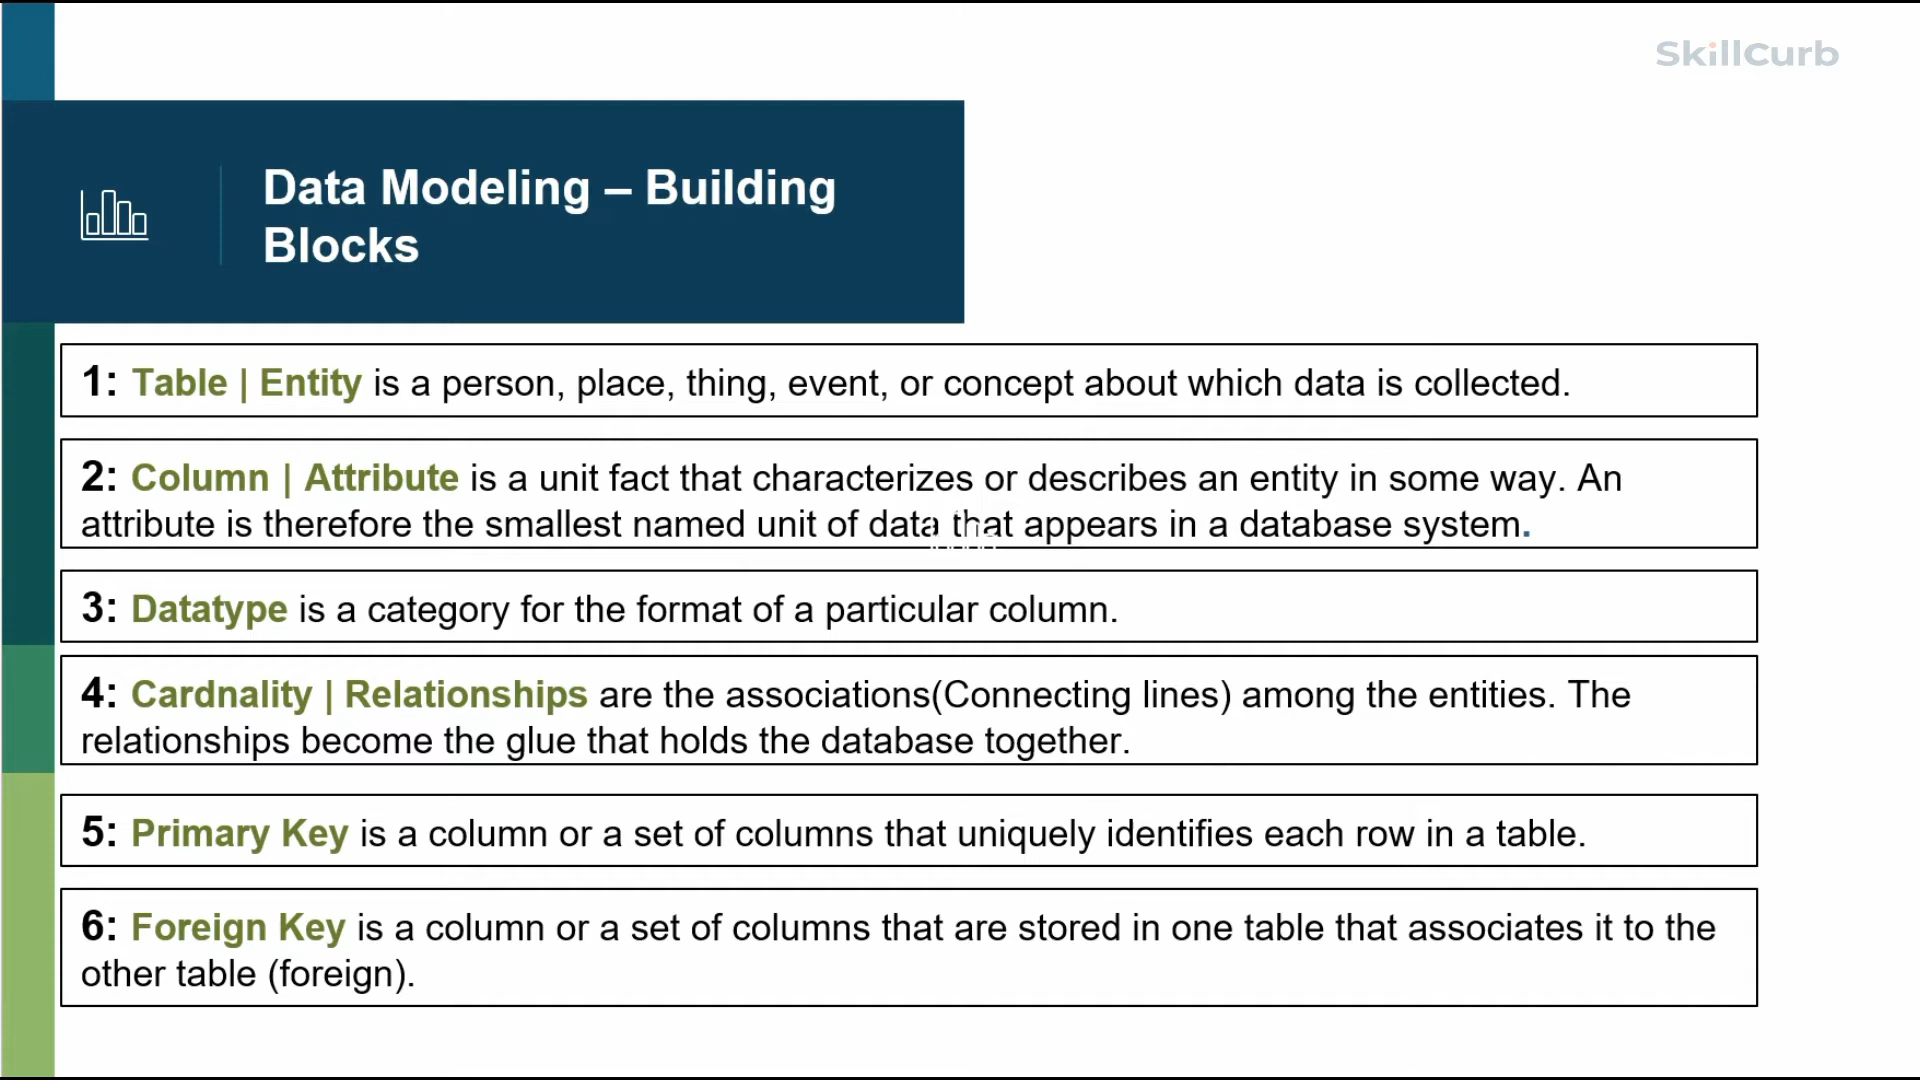 SkillCurb
Data Modeling – Building
Blocks
1: Table | Entity is a person, place, thing, event, or concept about which data is collected.
2: Column | Attribute is a unit fact that characterizes or describes an entity in some way. An
attribute is therefore the smallest named unit of data that appears in a database system.
3: Datatype is a category for the format of a particular column.
4: Cardnality | Relationships are the associations(Connecting lines) among the entities. The
relationships become the glue that holds the database together.
5: Primary Key is a column or a set of columns that uniquely identifies each row in a table.
6: Foreign Key is a column or a set of columns that are stored in one table that associates it to the
other table (foreign).